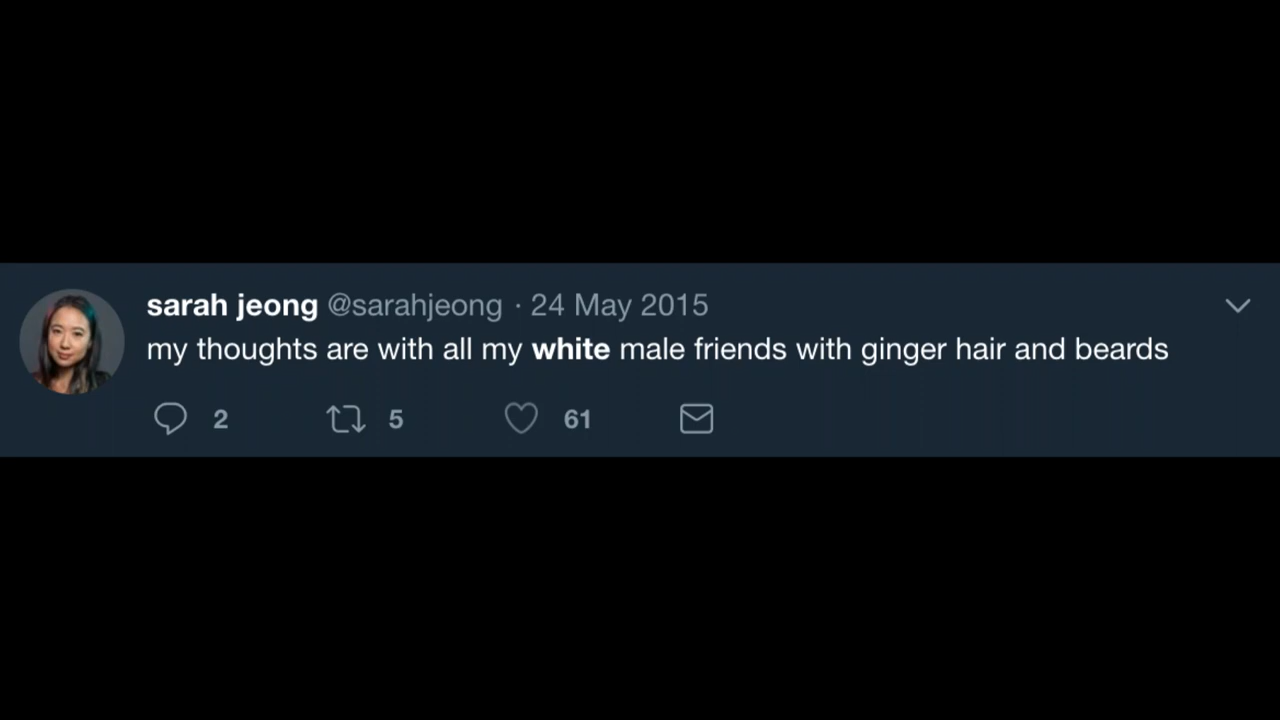 sarah jeong @sarahjeong · 24 May 2015
my thoughts are with all my white male friends with ginger hair and beards
2 5 61